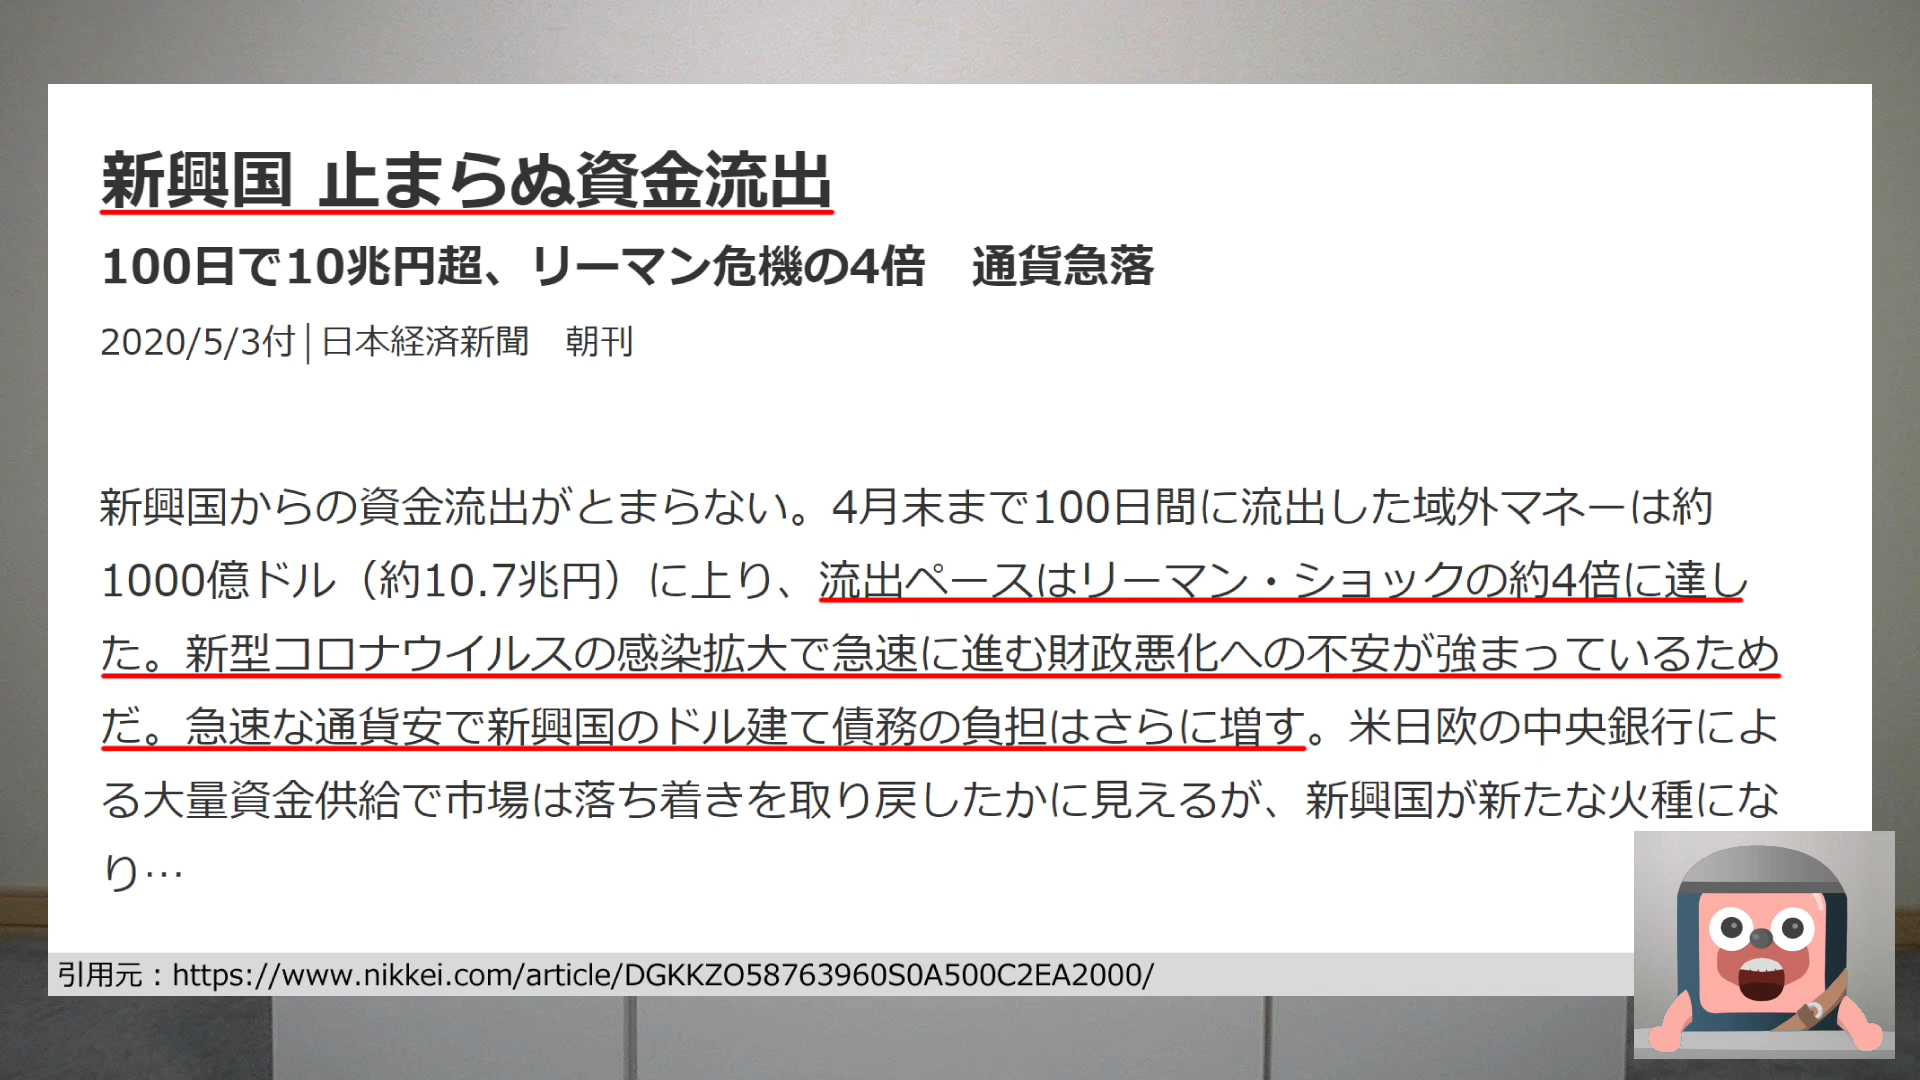 新興国 止まらぬ資金流出
100日で10兆円超、リーマン危機の4倍　通貨急落
2020/5/3付│日本経済新聞　朝刊
新興国からの資金流出がとまらない。4月末まで100日間に流出した域外マネーは約
1000億ドル（約10.7兆円）に上り、流出ペースはリーマン・ショックの約4倍に達し
た。新型コロナウイルスの感染拡大で急速に進む財政悪化への不安が強まっているため
だ。急速な通貨安で新興国のドル建て債務の負担はさらに増す。米日欧の中央銀行によ
る大量資金供給で市場は落ち着きを取り戻したかに見えるが、新興国が新たな火種にな
り…
引用元：https://www.nikkei.com/article/DGKKZO58763960S0A500C2EA2000/